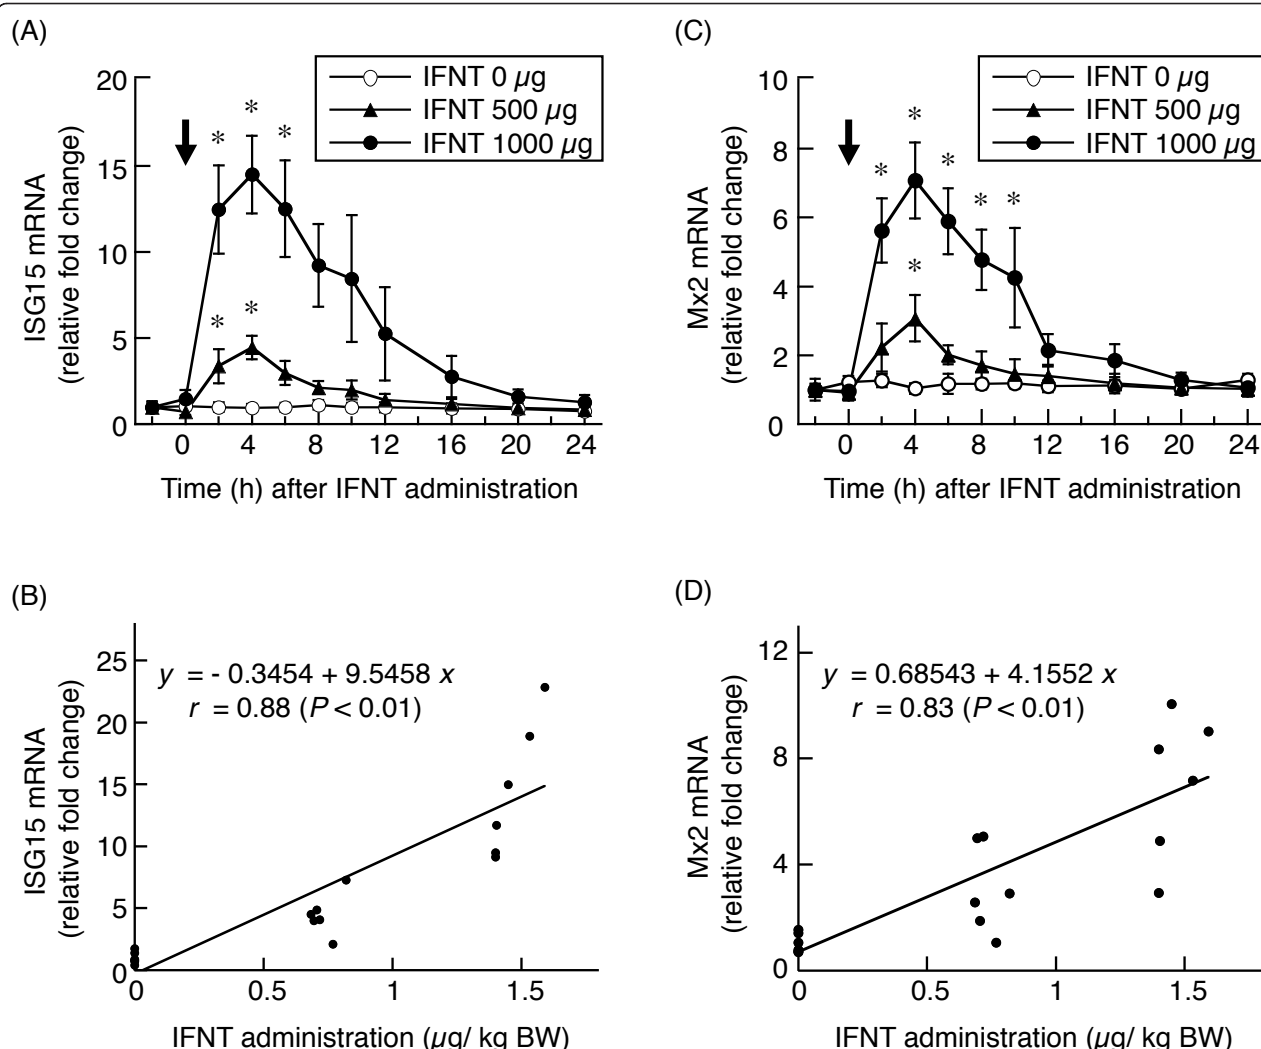 (A)
20
15
10
5
0
ISG15 mRNA
(relative fold change)
IFNT 0 µg
IFNT 500 µg
IFNT 1000 µg
* * *
* *
0 4 8 12 16 20 24
Time (h) after IFNT administration
(C)
10
8
6
4
2
0
Mx2 mRNA
(relative fold change)
IFNT 0 µg
IFNT 500 µg
IFNT 1000 µg
* * * * *
*
0 4 8 12 16 20 24
Time (h) after IFNT administration
(B)
25
20
15
10
5
0
ISG15 mRNA
(relative fold change)
y = - 0.3454 + 9.5458 x
r = 0.88 (P < 0.01)
0 0.5 1 1.5
IFNT administration (µg/ kg BW)
(D)
12
8
4
0
Mx2 mRNA
(relative fold change)
y = 0.68543 + 4.1552 x
r = 0.83 (P < 0.01)
0 0.5 1 1.5
IFNT administration (µg/ kg BW)